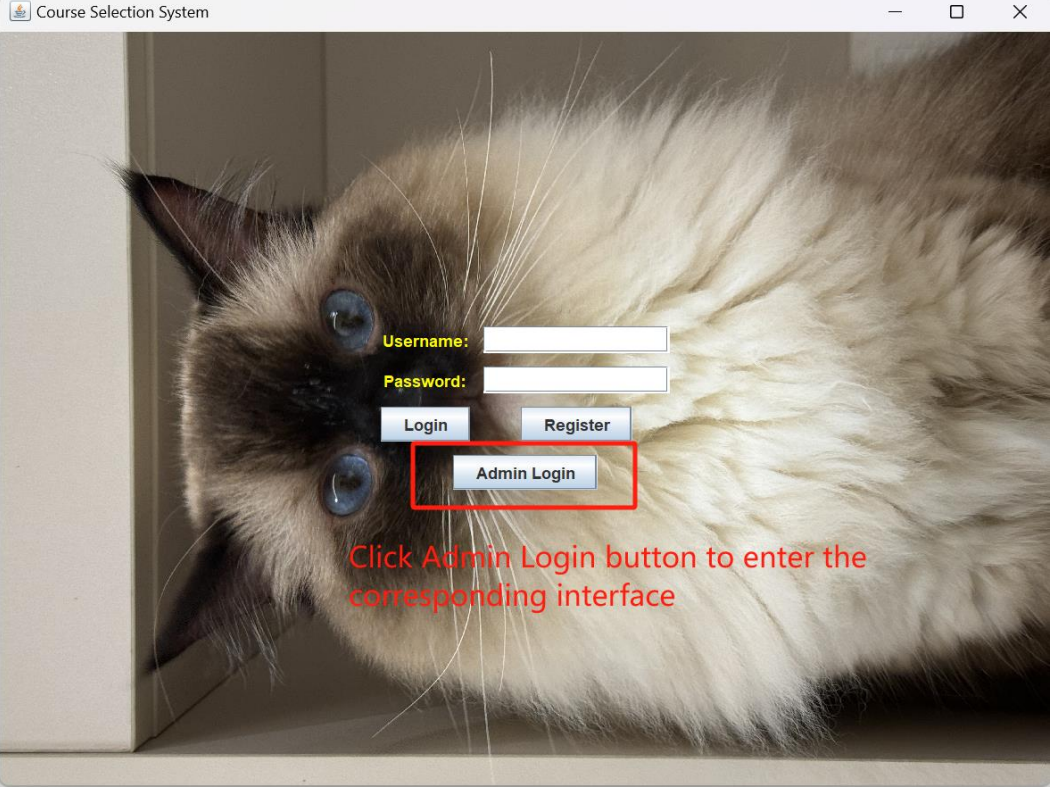 Course Selection System
Username:
Password:
Login Register
Admin Login
Click Admin Login button to enter the
corresponding interface